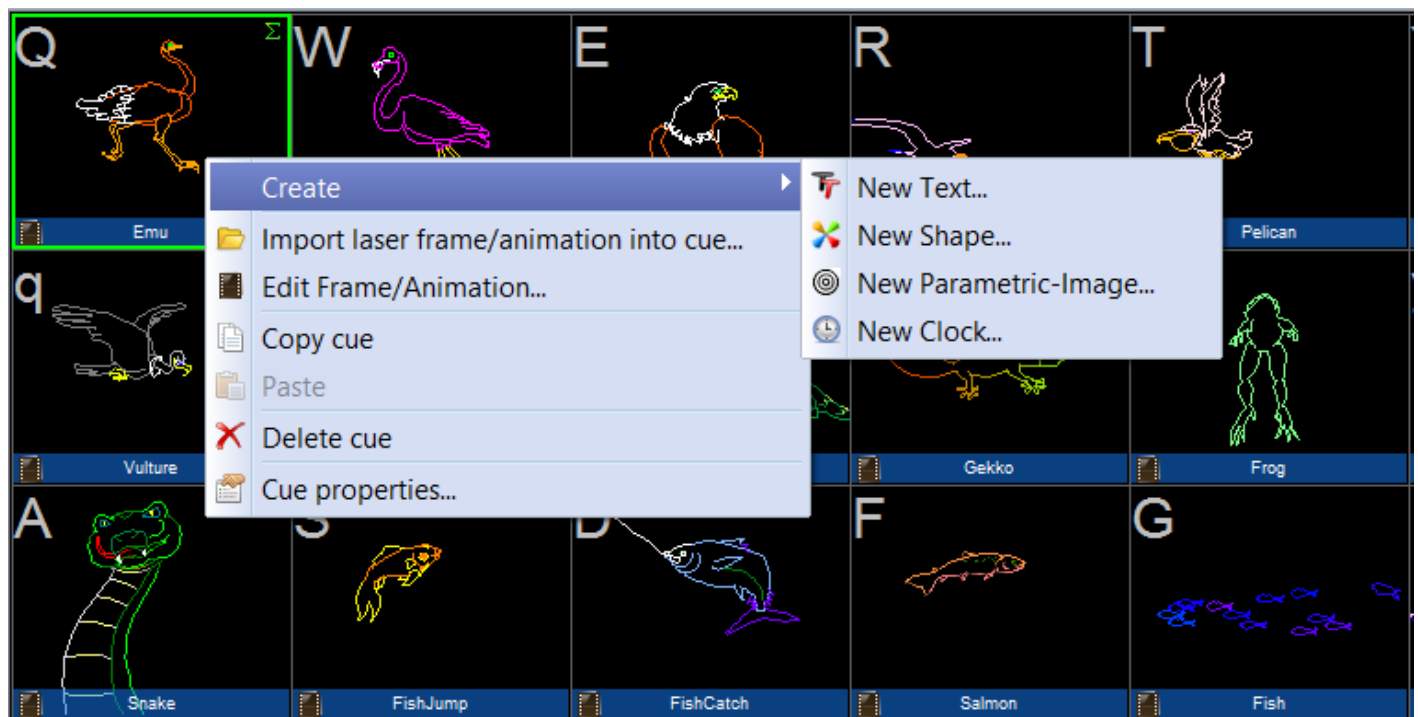 Q
Σ
W
E
R
T
Emu
Pelican
Create
New Text...
New Shape...
New Parametric-Image...
New Clock...
Import laser frame/animation into cue...
Edit Frame/Animation...
Copy cue
Paste
Delete cue
Cue properties...
q
Vulture
Gekko
Frog
A
S
D
F
G
Snake
FishJump
FishCatch
Salmon
Fish